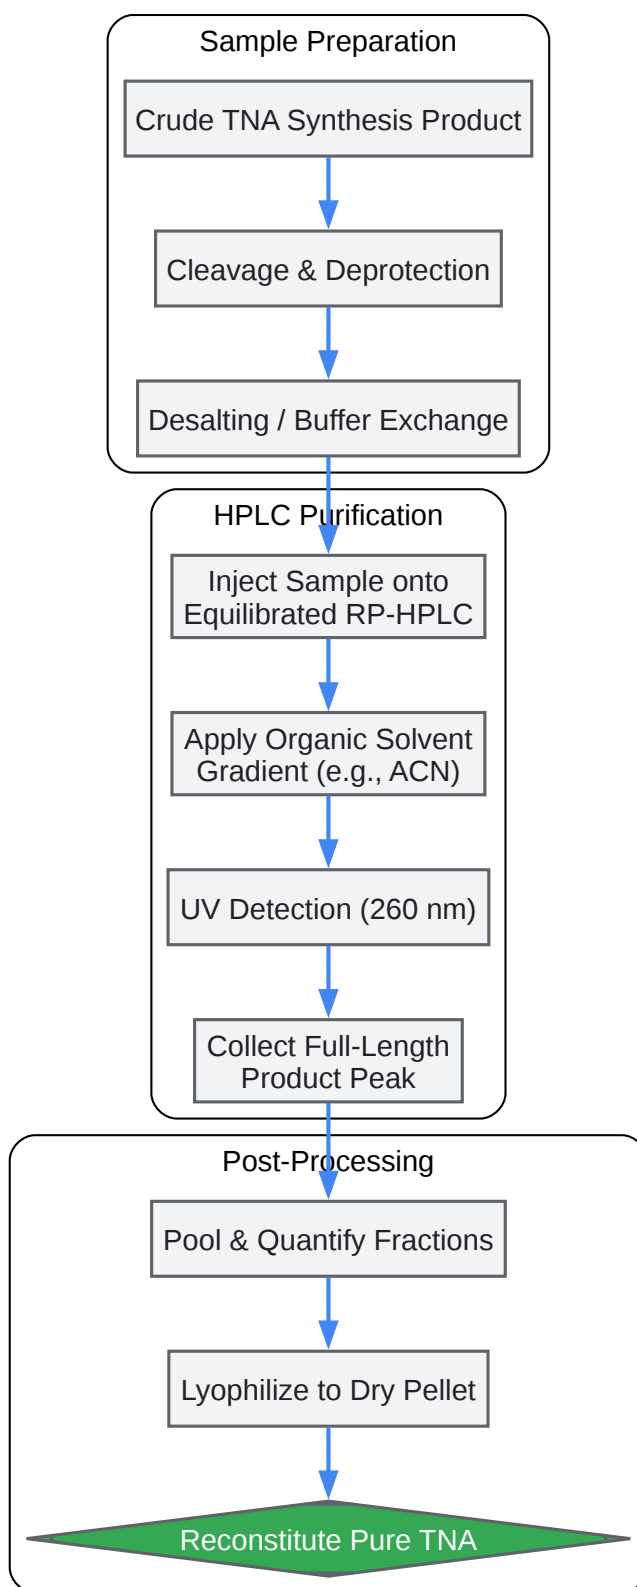 Sample Preparation
Crude TNA Synthesis Product
Cleavage & Deprotection
Desalting / Buffer Exchange
HPLC Purification
Inject Sample onto
Equilibrated RP-HPLC
Apply Organic Solvent
Gradient (e.g., ACN)
UV Detection (260 nm)
Collect Full-Length
Product Peak
Post-Processing
Pool & Quantify Fractions
Lyophilize to Dry Pellet
Reconstitute Pure TNA